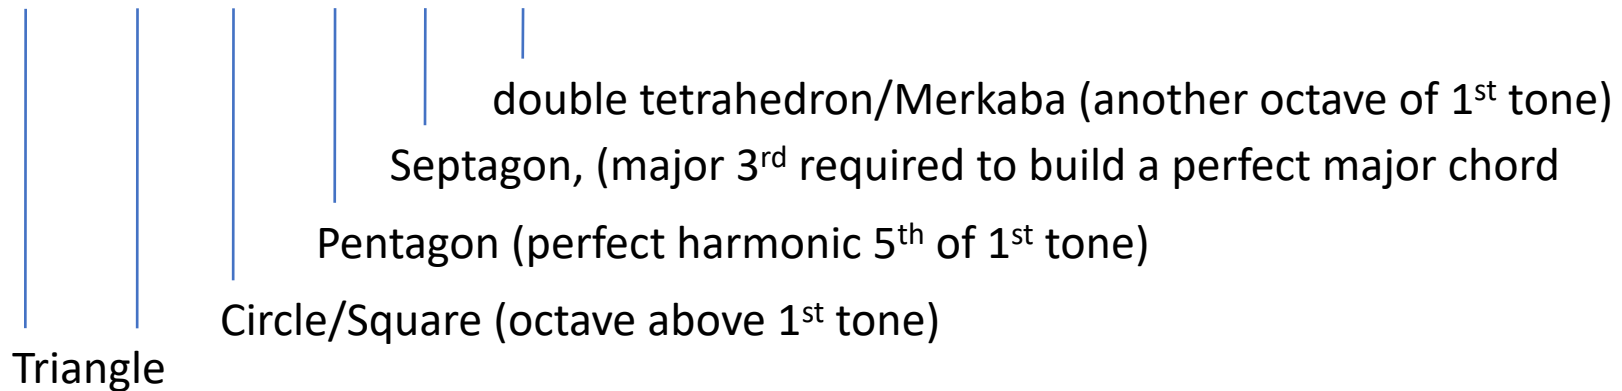 double tetrahedron/Merkaba (another octave of 1st tone)
Septagon, (major 3rd required to build a perfect major chord
Pentagon (perfect harmonic 5th of 1st tone)
Circle/Square (octave above 1st tone)
Triangle